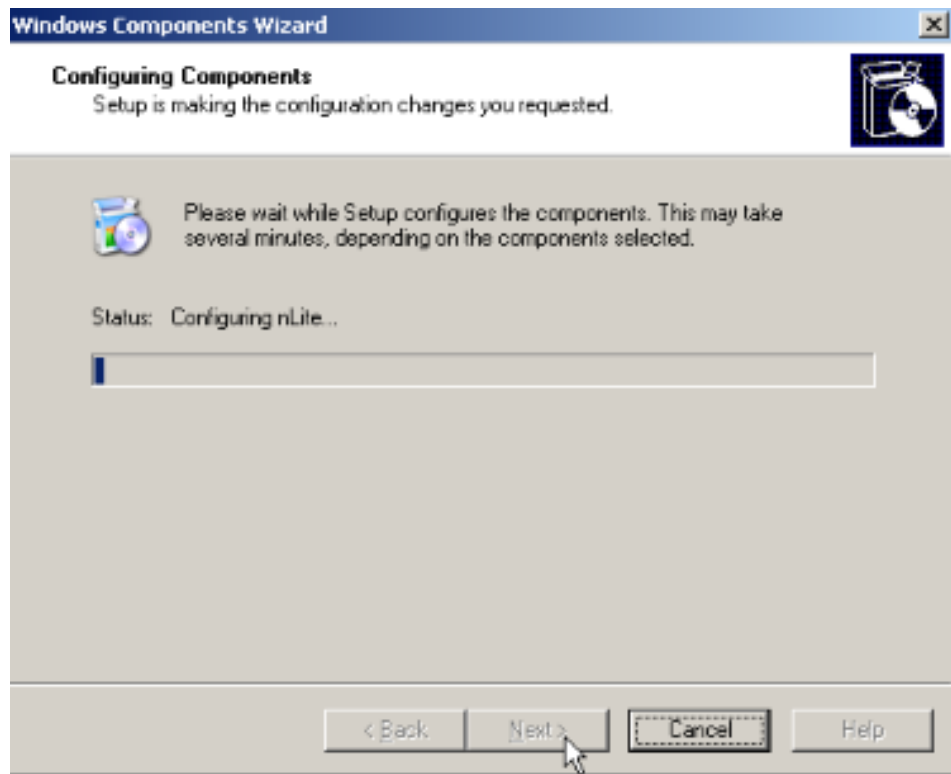 Windows Components Wizard
Configuring Components
Setup is making the configuration changes you requested.
Please wait while Setup configures the components. This may take
several minutes, depending on the components selected.
Status: Configuring nLite...
< Back Next > Cancel Help